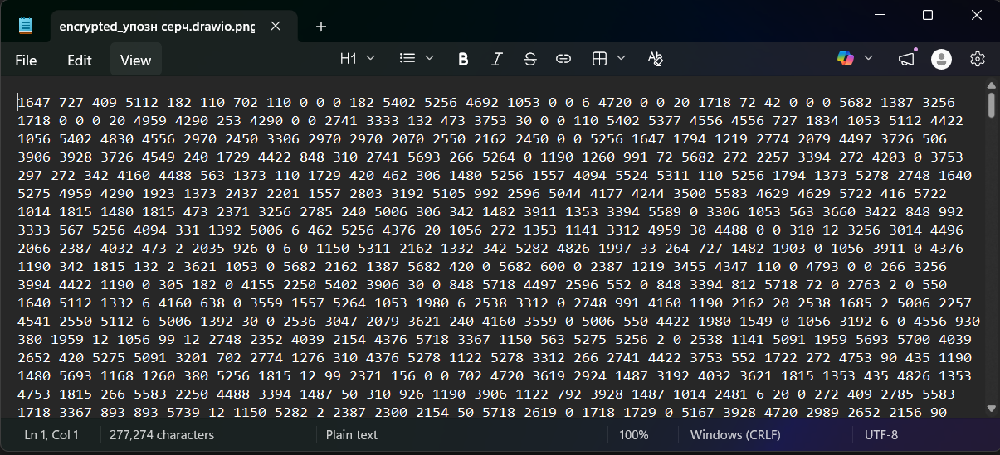 encrypted_упозн серч.drawio.png
File Edit View H1 B I S
1647 727 409 5112 182 110 702 110 0 0 0 182 5402 5256 4692 1053 0 0 6 4720 0 0 20 1718 72 42 0 0 0 5682 1387 3256
1718 0 0 0 20 4959 4290 253 4290 0 0 2741 3333 132 473 3753 30 0 0 110 5402 5377 4556 4556 727 1834 1053 5112 4422
1056 5402 4830 4556 2970 2450 3306 2970 2970 2070 2550 2162 2450 0 0 5256 1647 1794 1219 2774 2079 4497 3726 506
3906 3928 3726 4549 240 1729 4422 848 310 2741 5693 266 5264 0 1190 1260 991 72 5682 272 2257 3394 272 4203 0 3753
297 272 342 4160 4488 563 1373 110 1729 420 462 306 1480 5256 1557 4094 5524 5311 110 5256 1794 1373 5278 2748 1640
5275 4959 4290 1923 1373 2437 2201 1557 2803 3192 5105 992 2596 5044 4177 4244 3500 5583 4629 4629 5722 416 5722
1014 1815 1480 1815 473 2371 3256 2785 240 5006 306 342 1482 3911 1353 3394 5589 0 3306 1053 563 3660 3422 848 992
3333 567 5256 4094 331 1392 5006 6 462 5256 4376 20 1056 272 1353 1141 3312 4959 30 4488 0 0 310 12 3256 3014 4496
2066 2387 4032 473 2 2035 926 0 6 0 1150 5311 2162 1332 342 5282 4826 1997 33 264 727 1482 1903 0 1056 3911 0 4376
1190 342 1815 132 2 3621 1053 0 5682 2162 1387 5682 420 0 5682 600 0 2387 1219 3455 4347 110 0 4793 0 0 266 3256
3994 4422 1190 0 305 182 0 4155 2250 5402 3906 30 0 848 5718 4497 2596 552 0 848 3394 812 5718 72 0 2763 2 0 550
1640 5112 1332 6 4160 638 0 3559 1557 5264 1053 1980 6 2538 3312 0 2748 991 4160 1190 2162 20 2538 1685 2 5006 2257
4541 2550 5112 6 5006 1392 30 0 2536 3047 2079 3621 240 4160 3559 0 5006 550 4422 1980 1549 0 1056 3192 6 0 4556 930
380 1959 12 1056 99 12 2748 2352 4039 2154 4376 5718 3367 1150 563 5275 5256 2 0 2538 1141 5091 1959 5693 5700 4039
2652 420 5275 5091 3201 702 2774 1276 310 4376 5278 1122 5278 3312 266 2741 4422 3753 552 1722 272 4753 90 435 1190
1480 5693 1168 1260 380 5256 1815 12 99 2371 156 0 0 702 4720 3619 2924 1487 3192 4032 3621 1815 1353 435 4826 1353
4753 1815 266 5583 2250 4488 3394 1487 50 310 926 1190 3906 1122 792 3928 1487 1014 2481 6 20 0 272 409 2785 5583
1718 3367 893 893 5739 12 1150 5282 2 2387 2300 2154 50 5718 2619 0 1718 1729 0 5167 3928 4720 2989 2652 2156 90
Ln 1, Col 1 277,274 characters Plain text 100% Windows (CRLF) UTF-8